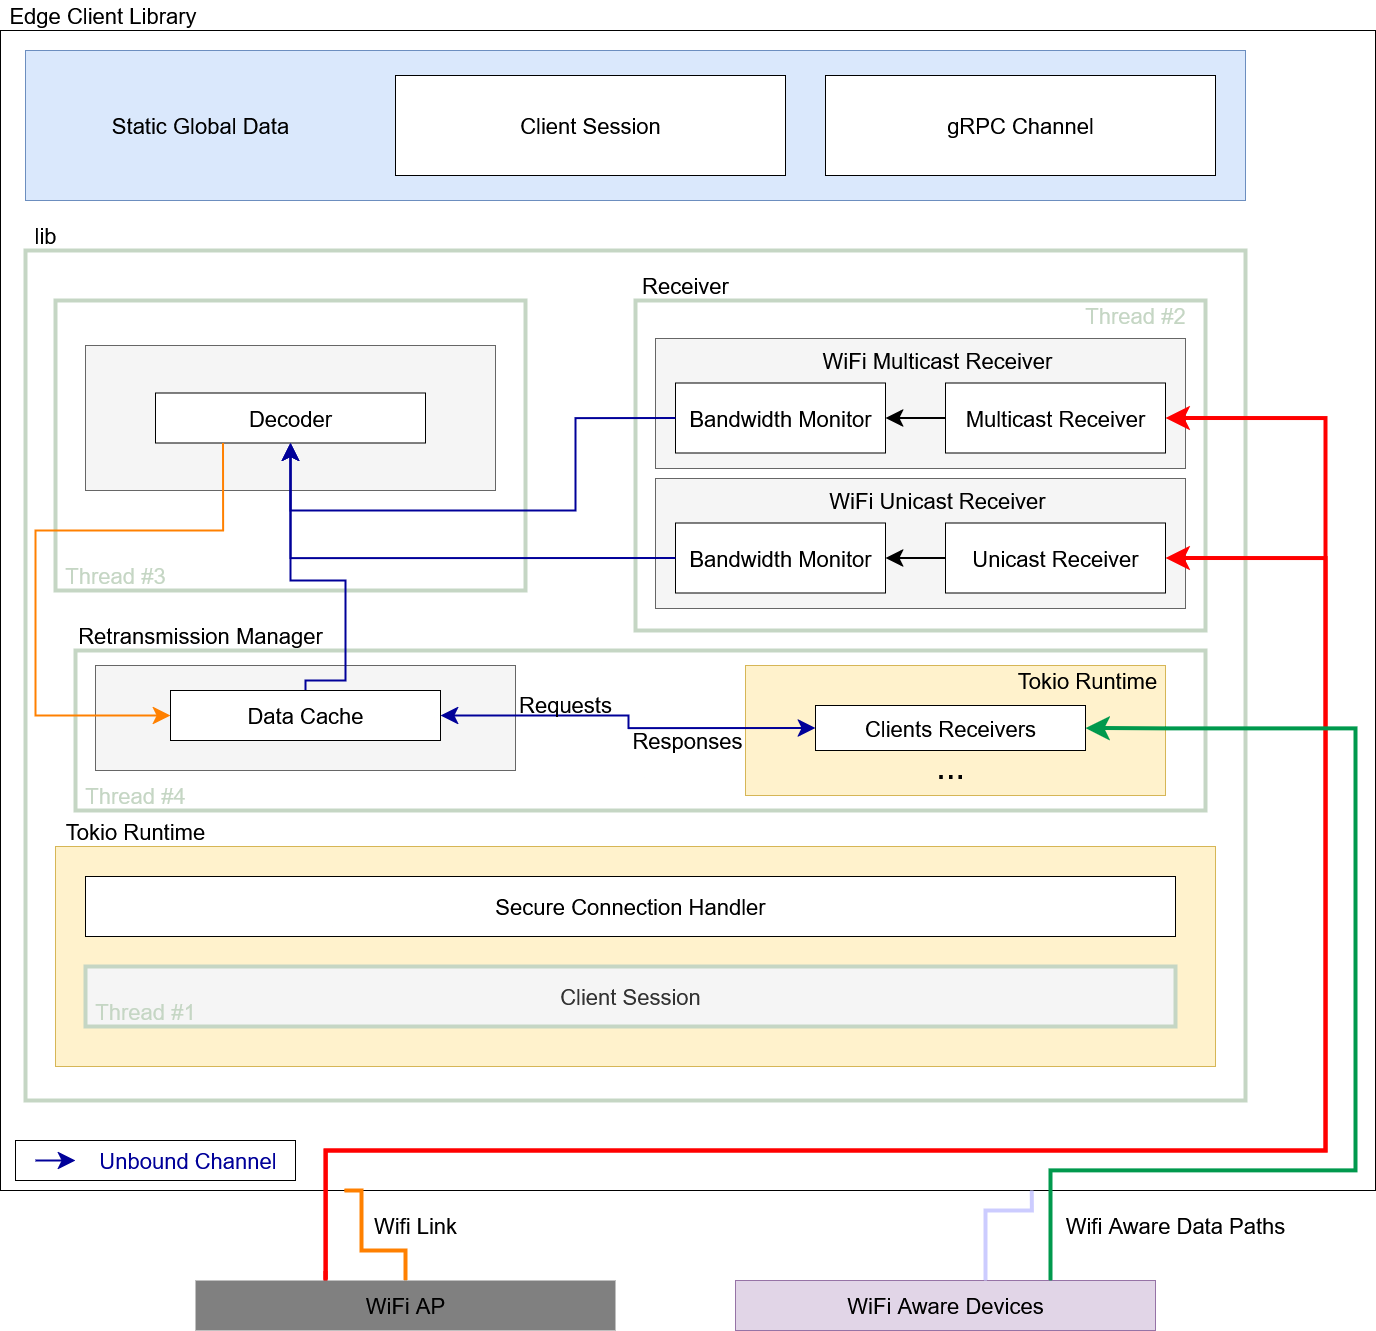 Edge Client Library
Static Global Data
Client Session
gRPC Channel
lib
Receiver
Thread #2
WiFi Multicast Receiver
Decoder
Bandwidth Monitor
Multicast Receiver
WiFi Unicast Receiver
Bandwidth Monitor
Unicast Receiver
Thread #3
Retransmission Manager
Tokio Runtime
Data Cache
Requests
Responses
Clients Receivers
...
Thread #4
Tokio Runtime
Secure Connection Handler
Client Session
Thread #1
Unbound Channel
Wifi Link
Wifi Aware Data Paths
WiFi AP
WiFi Aware Devices